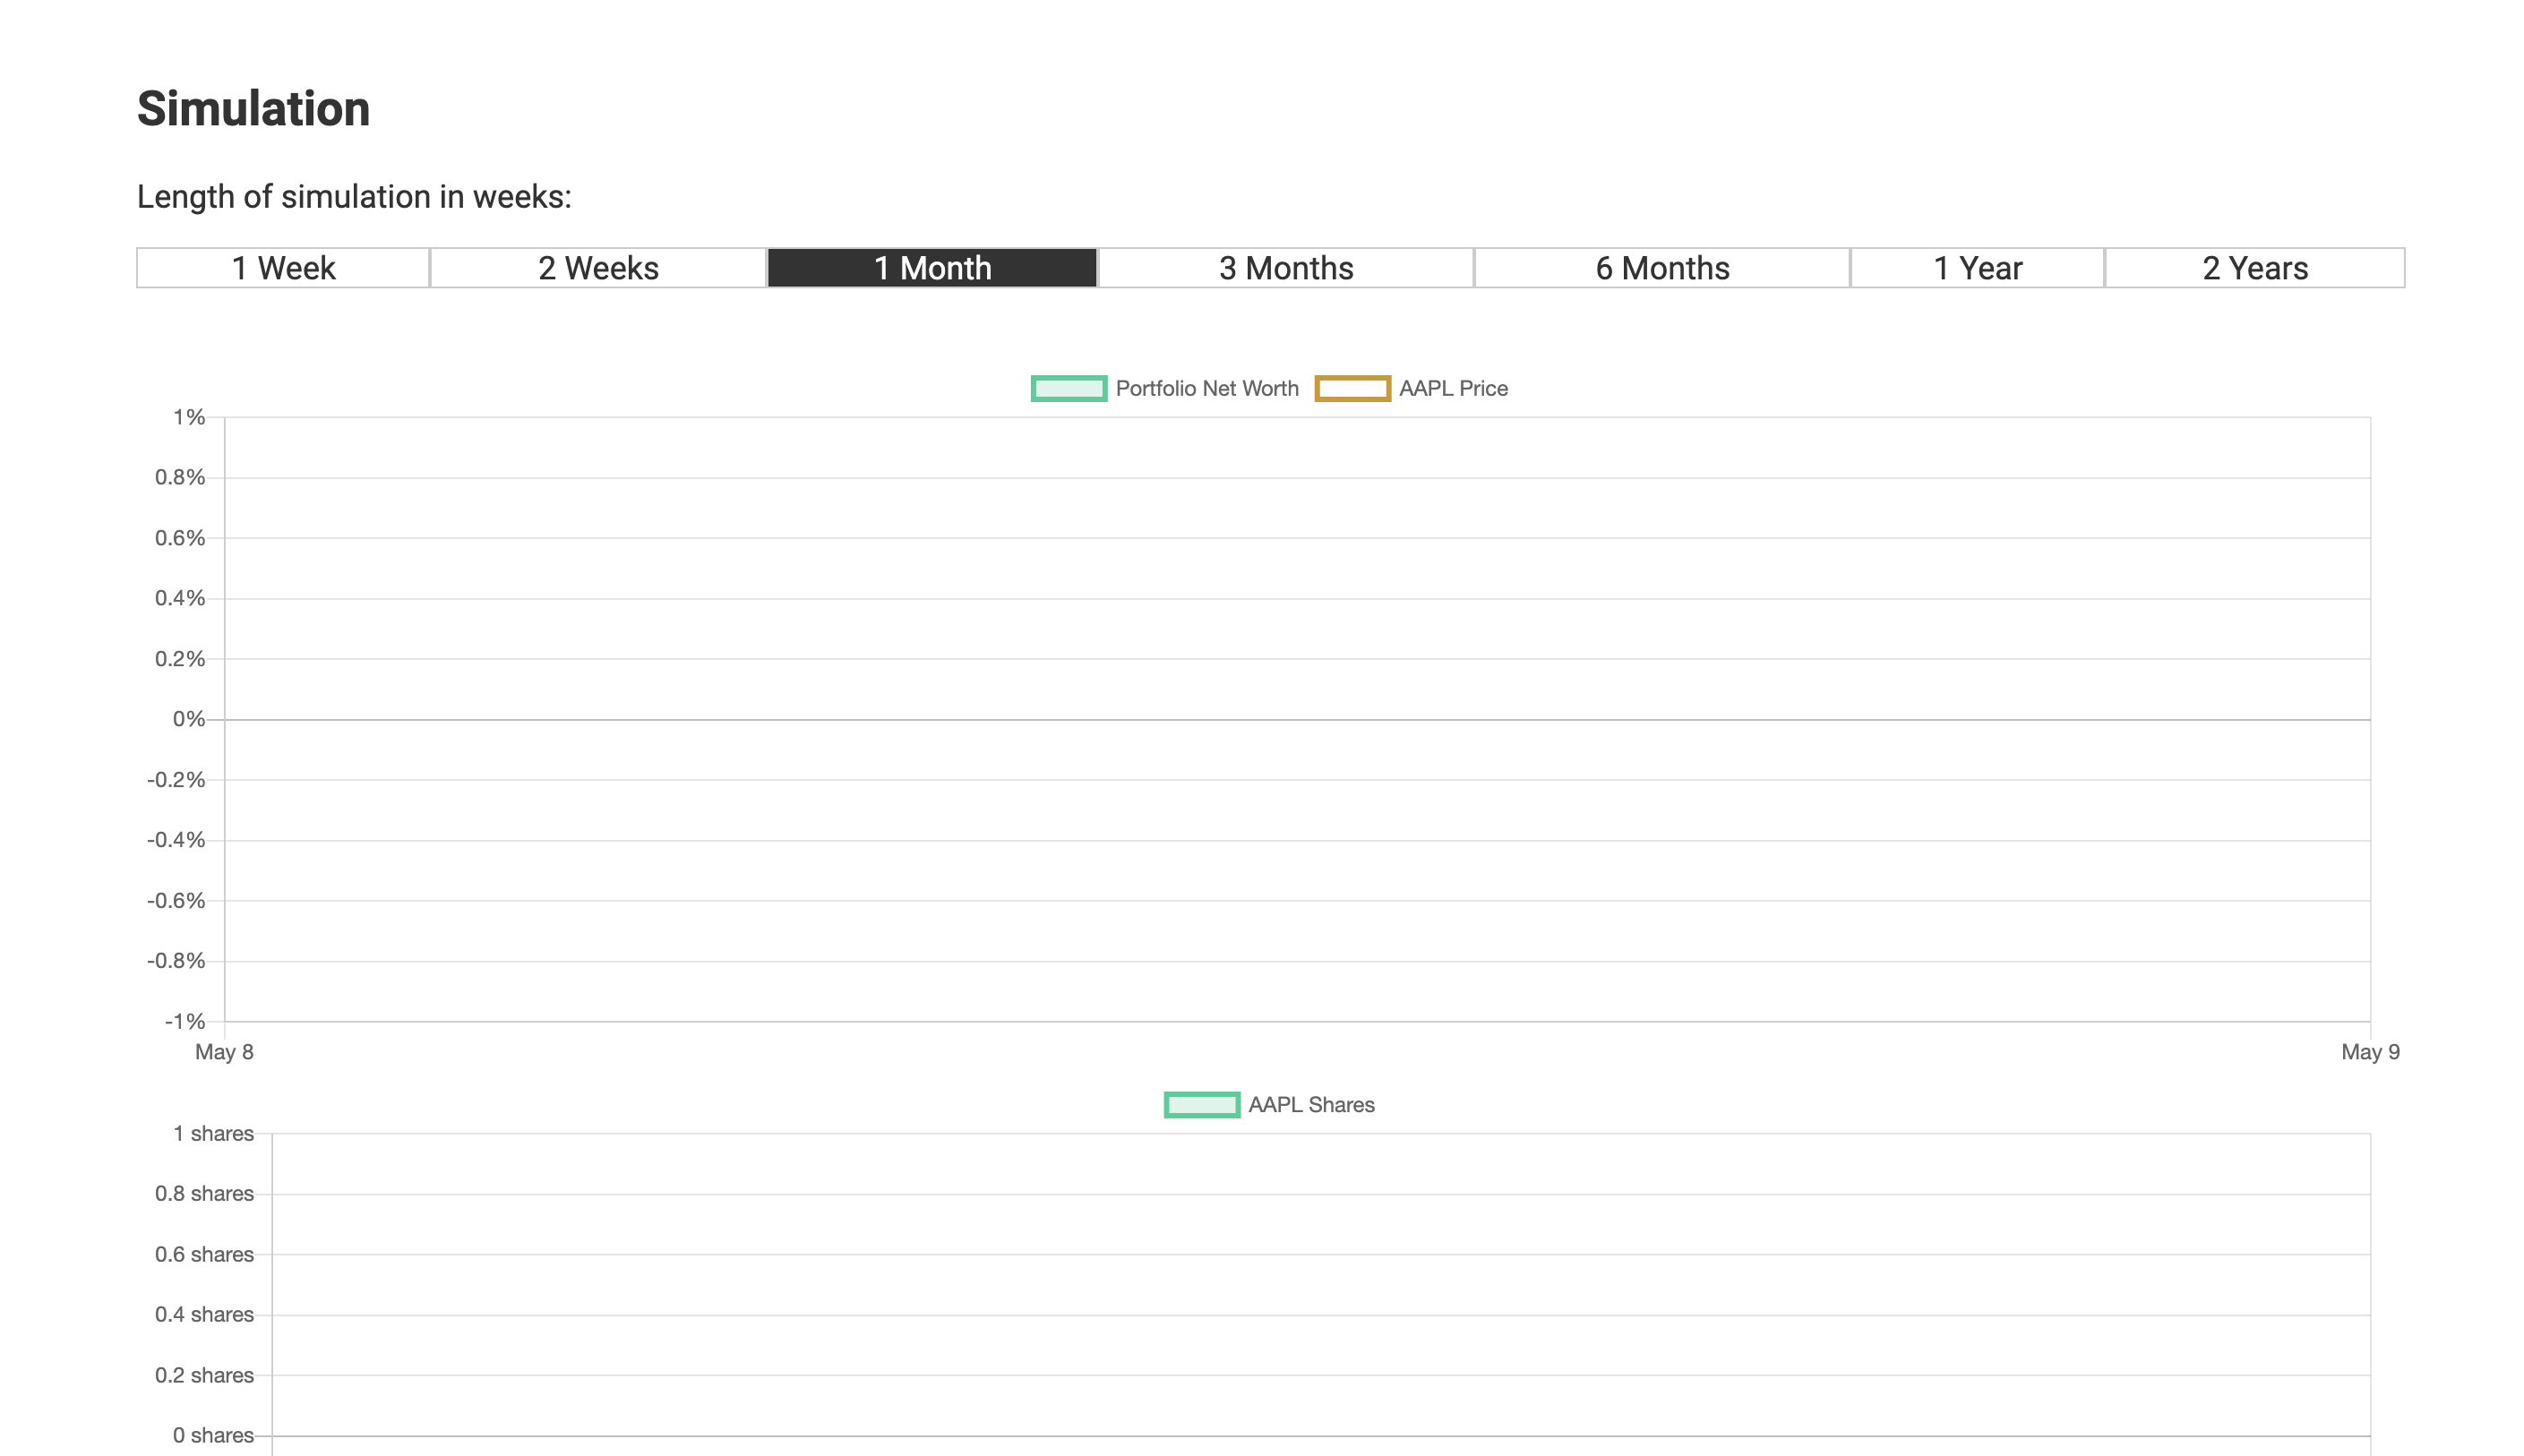 Simulation
Length of simulation in weeks:
1 Week 2 Weeks 1 Month 3 Months 6 Months 1 Year 2 Years
Portfolio Net Worth AAPL Price
1%
0.8%
0.6%
0.4%
0.2%
0%
-0.2%
-0.4%
-0.6%
-0.8%
-1%
May 8 May 9
AAPL Shares
1 shares
0.8 shares
0.6 shares
0.4 shares
0.2 shares
0 shares